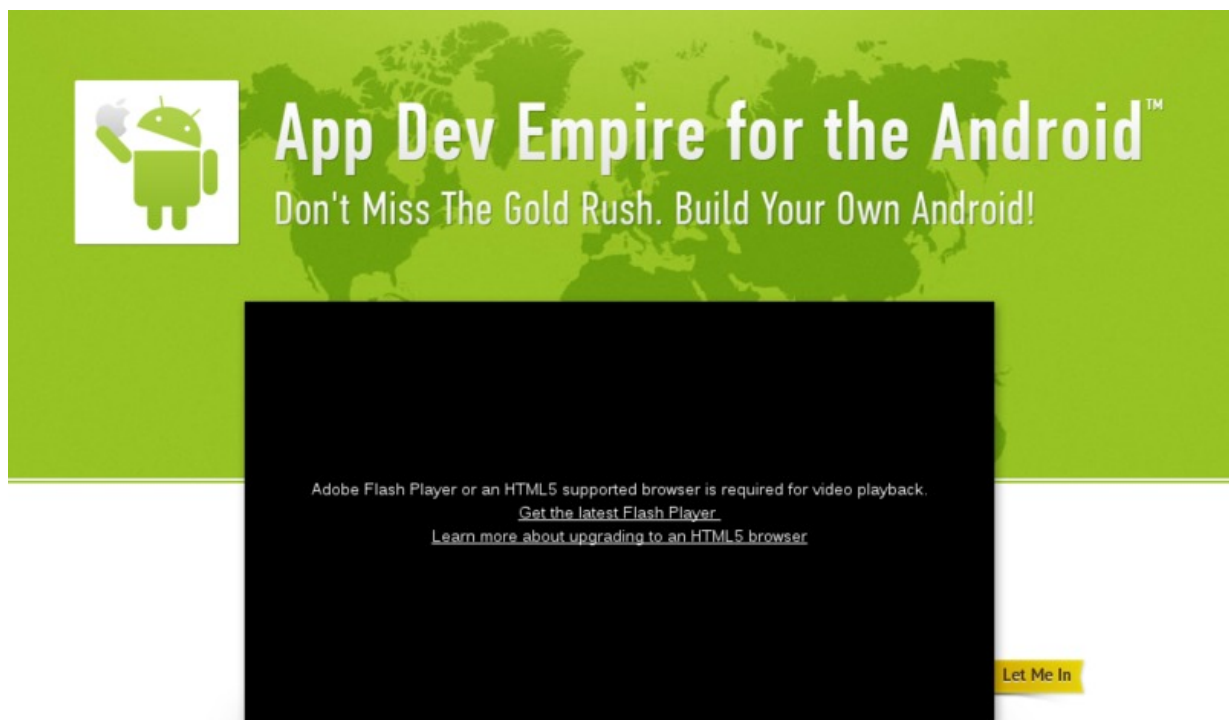 App Dev Empire for the Android™
Don't Miss The Gold Rush. Build Your Own Android!
Adobe Flash Player or an HTML5 supported browser is required for video playback.
Get the latest Flash Player
Learn more about upgrading to an HTML5 browser
Let Me In